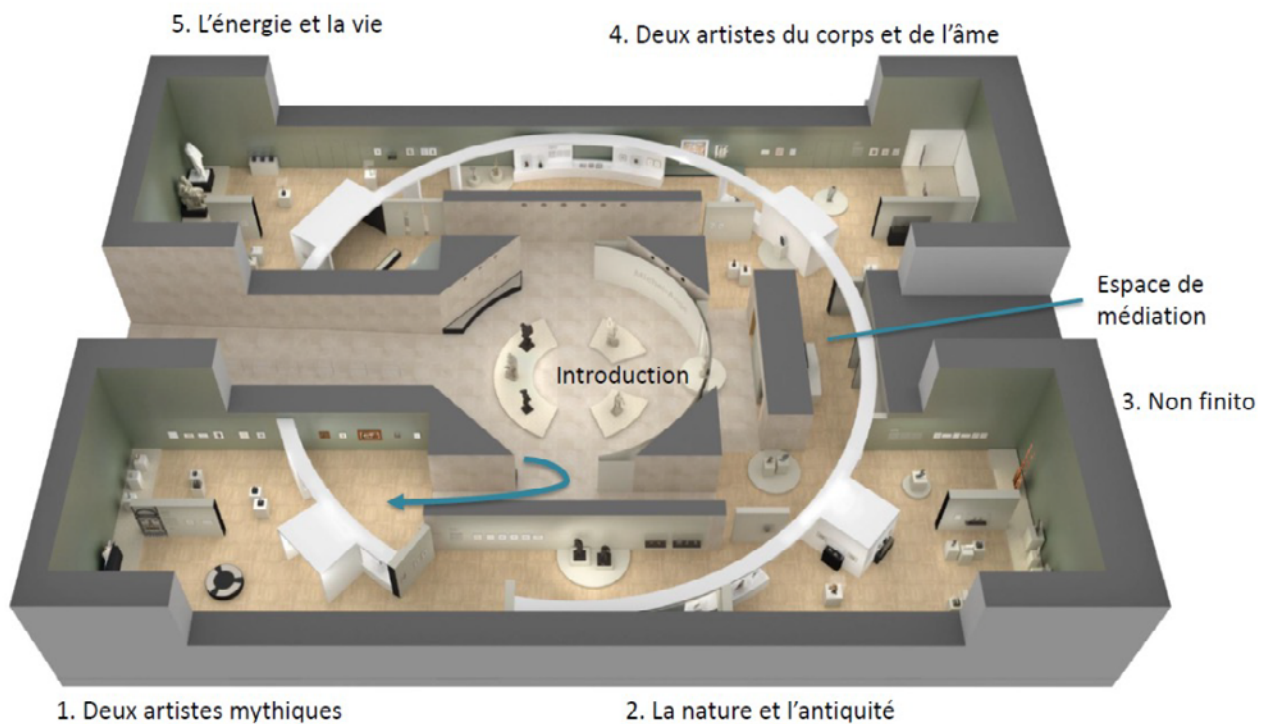 5. L’énergie et la vie
4. Deux artistes du corps et de l’âme
Espace de
médiation
Introduction
3. Non finito
1. Deux artistes mythiques
2. La nature et l’antiquité